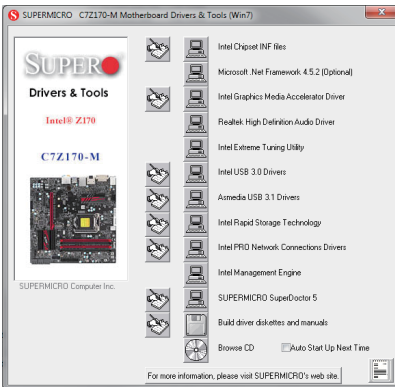 SUPERMICRO C7Z170-M Motherboard Drivers & Tools (Win7)
SUPERO
Drivers & Tools
Intel® Z170
C7Z170-M
SUPERMICRO Computer Inc.
Intel Chipset INF files
Microsoft .Net Framework 4.5.2 (Optional)
Intel Graphics Media Accelerator Driver
Realtek High Definition Audio Driver
Intel Extreme Tuning Utility
Intel USB 3.0 Drivers
Asmedia USB 3.1 Drivers
Intel Rapid Storage Technology
Intel PRO Network Connections Drivers
Intel Management Engine
SUPERMICRO SuperDoctor 5
Build driver diskettes and manuals
Browse CD
Auto Start Up Next Time
For more information, please visit SUPERMICRO's web site.